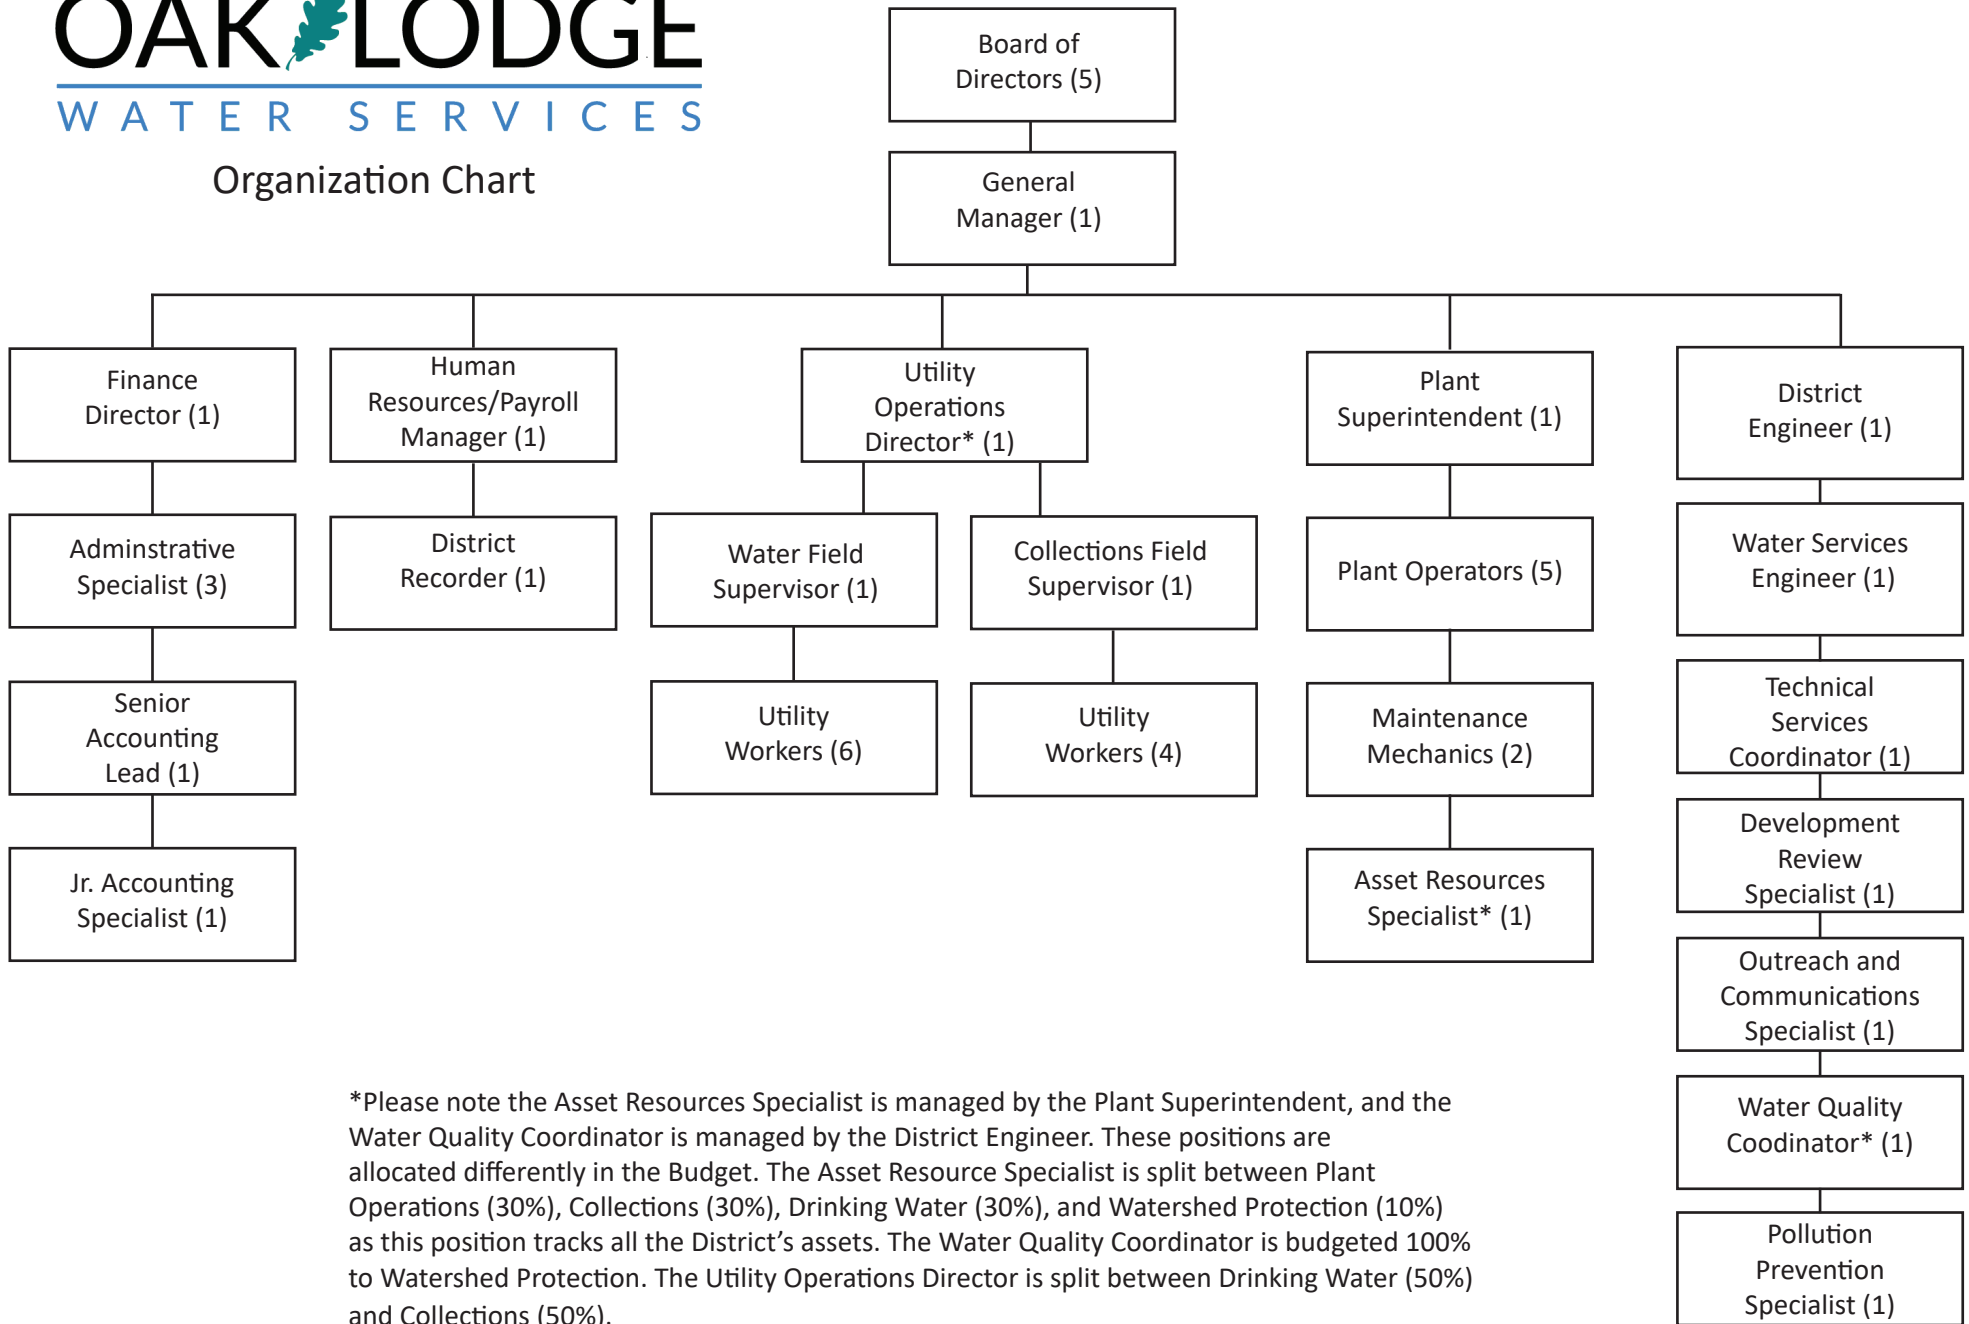 OAK LODGE
WATER SERVICES
Organization Chart
Board of
Directors (5)
General
Manager (1)
Finance
Director (1)
Adminstrative
Specialist (3)
Senior
Accounting
Lead (1)
Jr. Accounting
Specialist (1)
Human
Resources/Payroll
Manager (1)
District
Recorder (1)
Utility
Operations
Director* (1)
Water Field
Supervisor (1)
Utility
Workers (6)
Collections Field
Supervisor (1)
Utility
Workers (4)
Plant
Superintendent (1)
Plant Operators (5)
Maintenance
Mechanics (2)
Asset Resources
Specialist* (1)
District
Engineer (1)
Water Services
Engineer (1)
Technical
Services
Coordinator (1)
Development
Review
Specialist (1)
Outreach and
Communications
Specialist (1)
Water Quality
Coodinator* (1)
Pollution
Prevention
Specialist (1)
*Please note the Asset Resources Specialist is managed by the Plant Superintendent, and the
Water Quality Coordinator is managed by the District Engineer. These positions are
allocated differently in the Budget. The Asset Resource Specialist is split between Plant
Operations (30%), Collections (30%), Drinking Water (30%), and Watershed Protection (10%)
as this position tracks all the District's assets. The Water Quality Coordinator is budgeted 100%
to Watershed Protection. The Utility Operations Director is split between Drinking Water (50%)
and Collections (50%).